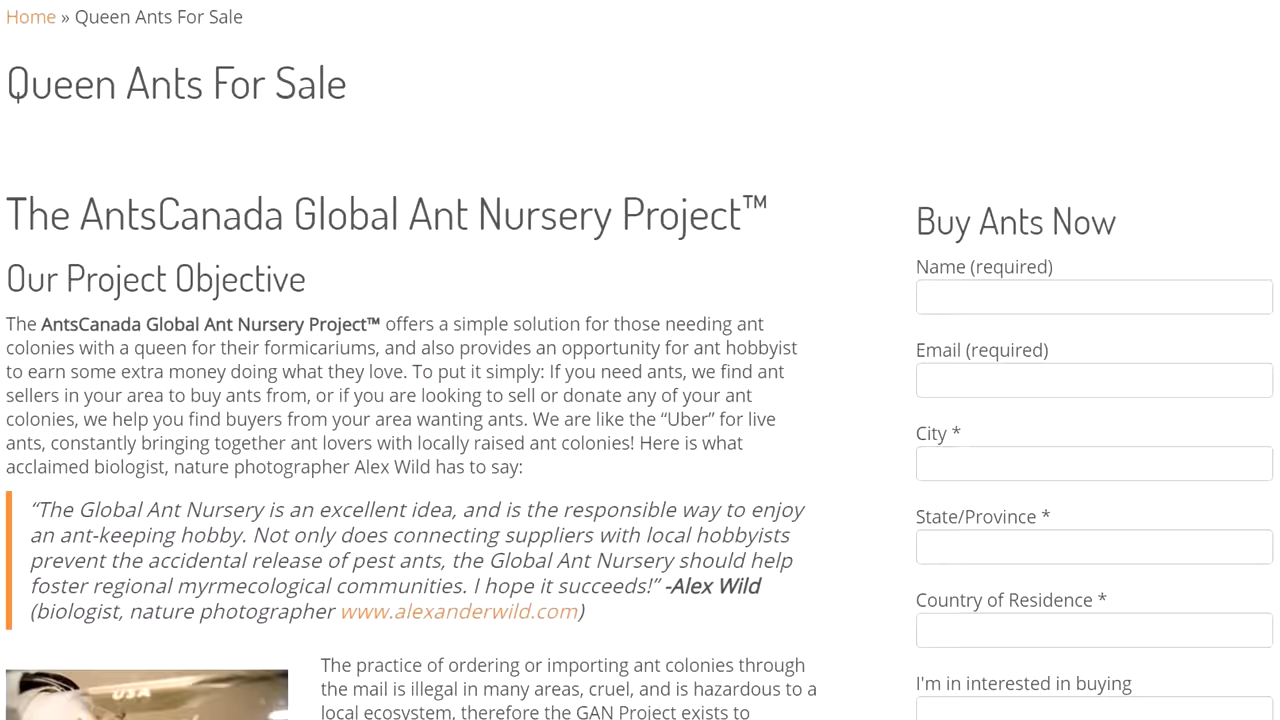 Home » Queen Ants For Sale
Queen Ants For Sale
The AntsCanada Global Ant Nursery Project™
Our Project Objective
The AntsCanada Global Ant Nursery Project™ offers a simple solution for those needing ant
colonies with a queen for their formicariums, and also provides an opportunity for ant hobbyist
to earn some extra money doing what they love. To put it simply: If you need ants, we find ant
sellers in your area to buy ants from, or if you are looking to sell or donate any of your ant
colonies, we help you find buyers from your area wanting ants. We are like the “Uber” for live
ants, constantly bringing together ant lovers with locally raised ant colonies! Here is what
acclaimed biologist, nature photographer Alex Wild has to say:
“The Global Ant Nursery is an excellent idea, and is the responsible way to enjoy
an ant-keeping hobby. Not only does connecting suppliers with local hobbyists
prevent the accidental release of pest ants, the Global Ant Nursery should help
foster regional myrmecological communities. I hope it succeeds!” -Alex Wild
(biologist, nature photographer www.alexanderwild.com)
USA
The practice of ordering or importing ant colonies through
the mail is illegal in many areas, cruel, and is hazardous to a
local ecosystem, therefore the GAN Project exists to
Buy Ants Now
Name (required)
Email (required)
City *
State/Province *
Country of Residence *
I'm in interested in buying